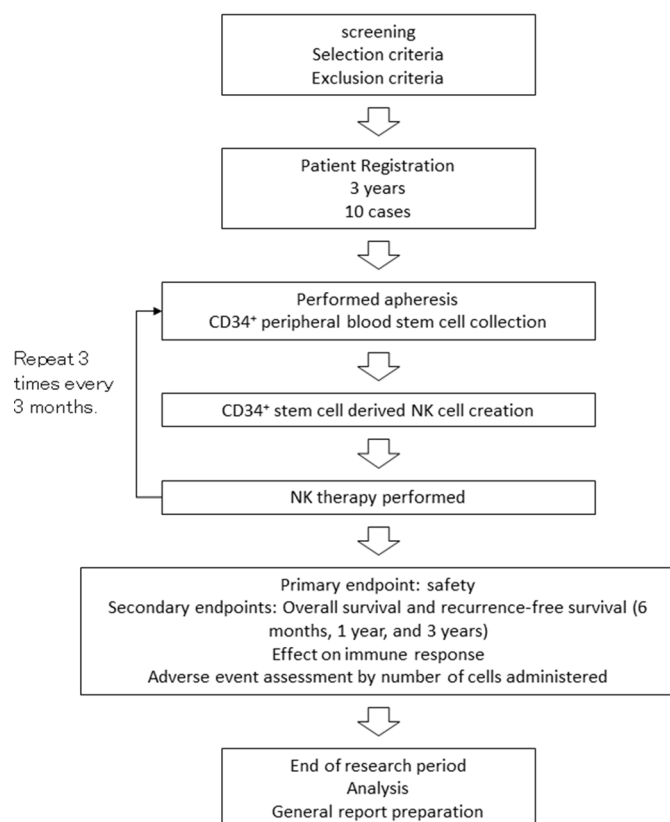 screening
Selection criteria
Exclusion criteria
Patient Registration
3 years
10 cases
Performed apheresis
CD34⁺ peripheral blood stem cell collection
Repeat 3
times every
3 months.
CD34⁺ stem cell derived NK cell creation
NK therapy performed
Primary endpoint: safety
Secondary endpoints: Overall survival and recurrence-free survival (6
months, 1 year, and 3 years)
Effect on immune response
Adverse event assessment by number of cells administered
End of research period
Analysis
General report preparation